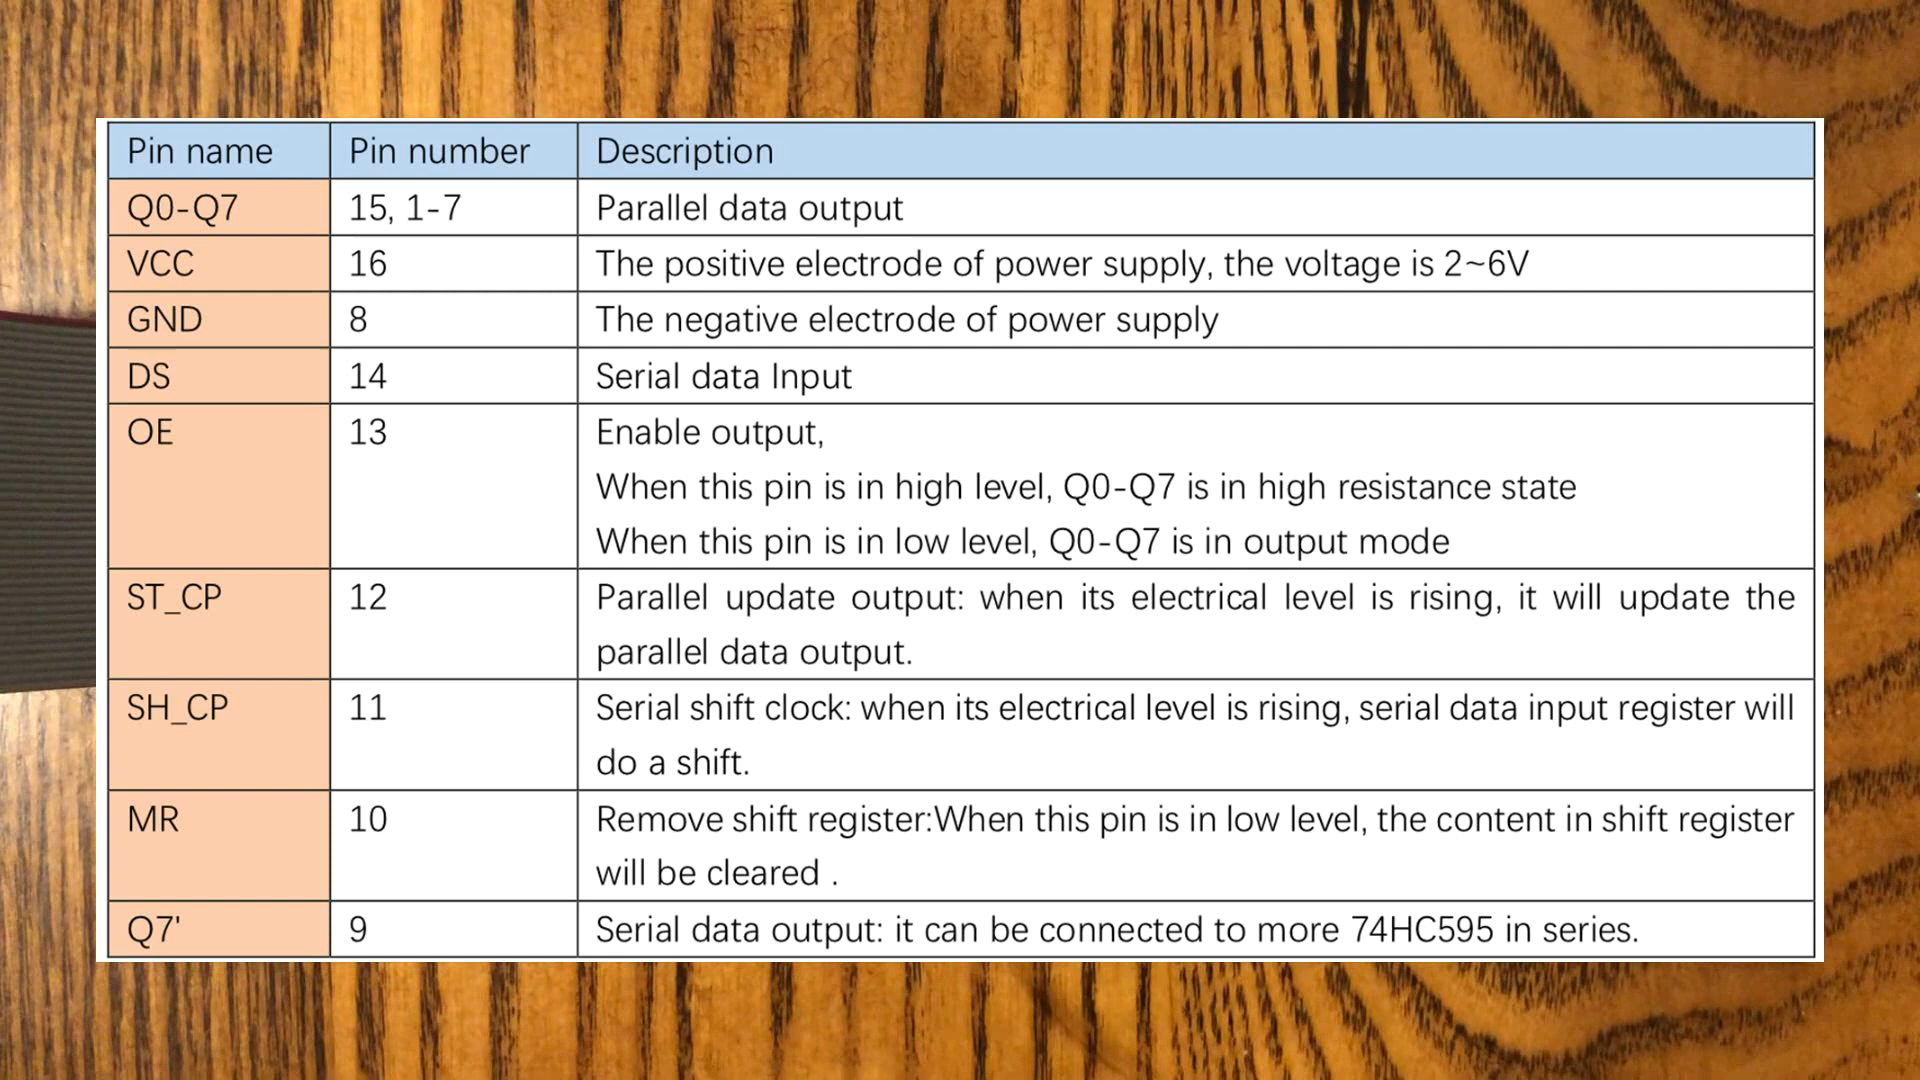 Pin name Pin number Description
Q0-Q7 15, 1-7 Parallel data output
VCC 16 The positive electrode of power supply, the voltage is 2~6V
GND 8 The negative electrode of power supply
DS 14 Serial data Input
OE 13 Enable output,
When this pin is in high level, Q0-Q7 is in high resistance state
When this pin is in low level, Q0-Q7 is in output mode
ST_CP 12 Parallel update output: when its electrical level is rising, it will update the
parallel data output.
SH_CP 11 Serial shift clock: when its electrical level is rising, serial data input register will
do a shift.
MR 10 Remove shift register:When this pin is in low level, the content in shift register
will be cleared .
Q7' 9 Serial data output: it can be connected to more 74HC595 in series.